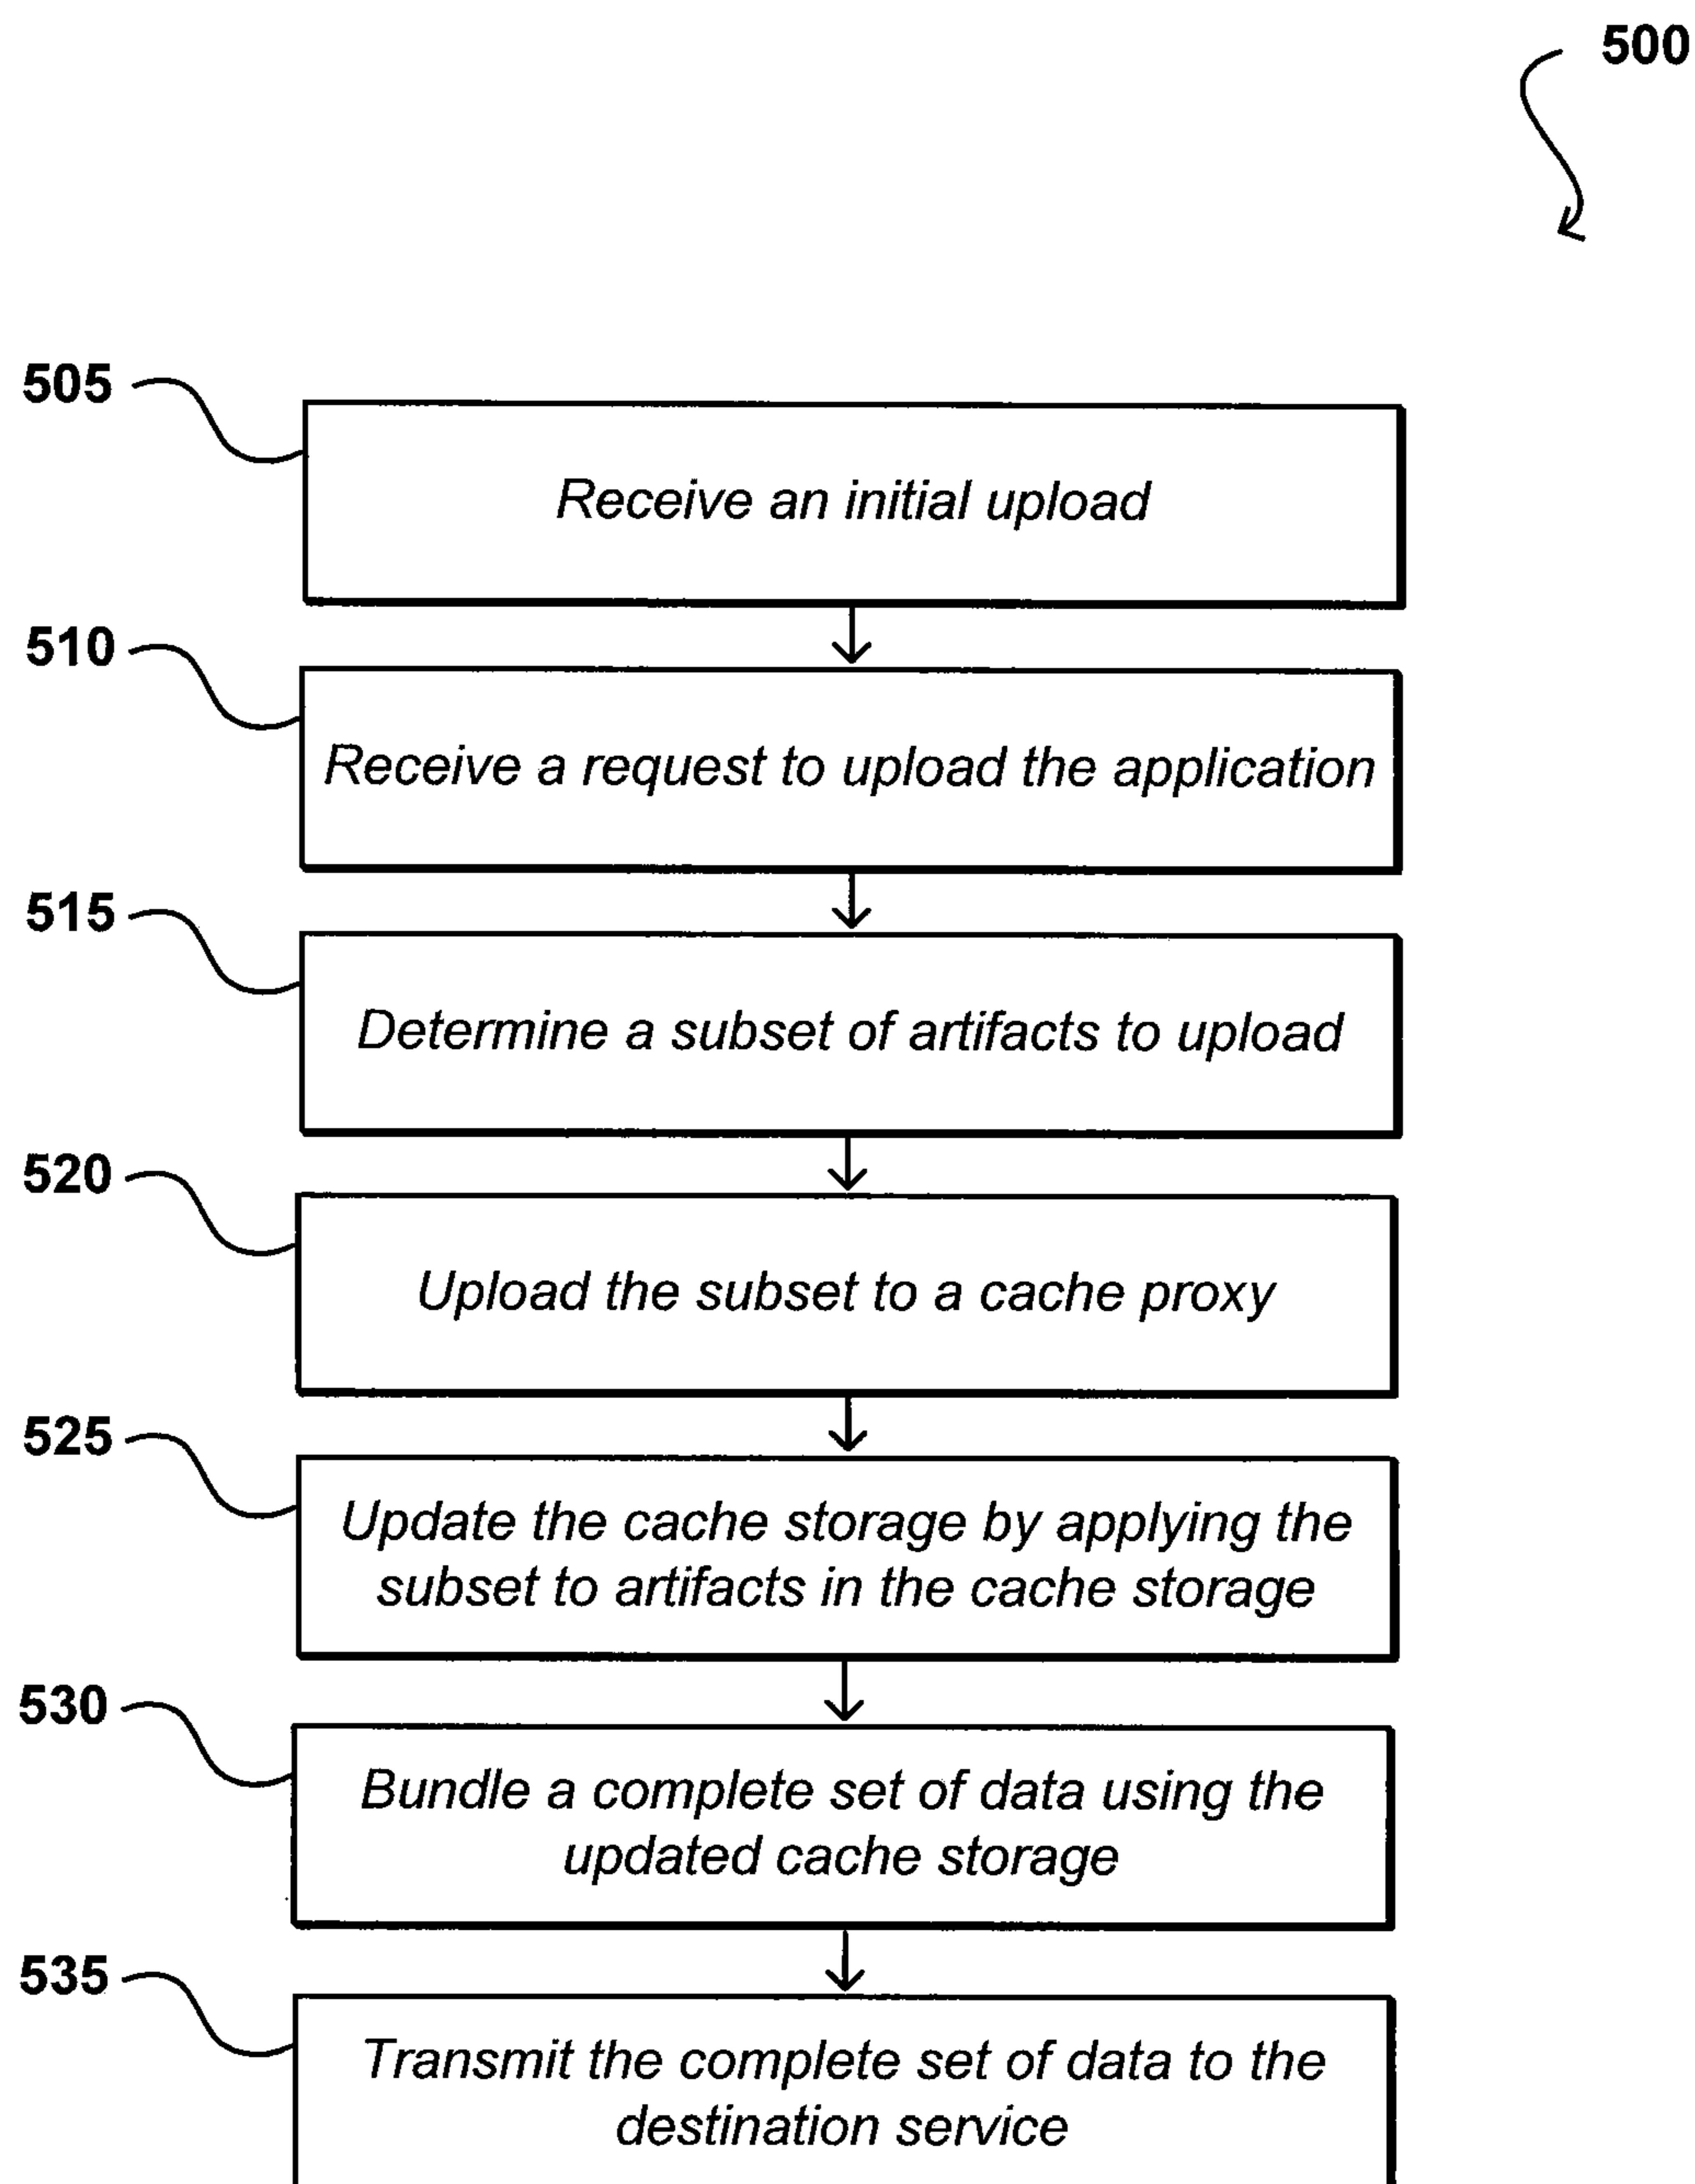 500
505
Receive an initial upload
510
Receive a request to upload the application
515
Determine a subset of artifacts to upload
520
Upload the subset to a cache proxy
525
Update the cache storage by applying the
subset to artifacts in the cache storage
530
Bundle a complete set of data using the
updated cache storage
535
Transmit the complete set of data to the
destination service